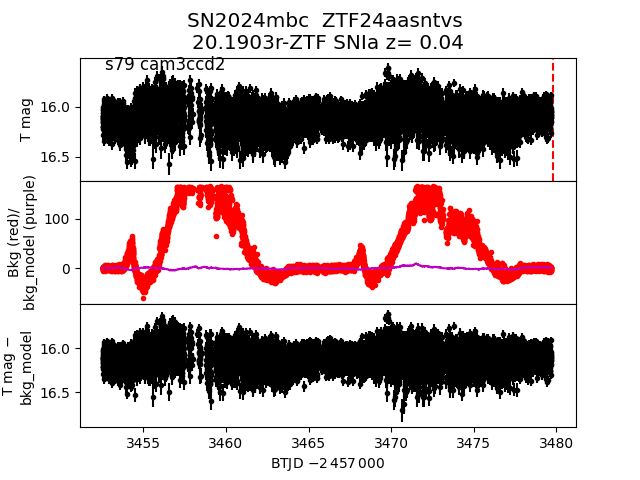 SN2024mbc ZTF24aasntvs
20.1903r-ZTF SNIa z= 0.04
s79 cam3ccd2
T mag
16.0
16.5
Bkg (red)/
bkg_model (purple)
100
0
T mag −
bkg_model
16.0
16.5
3455 3460 3465 3470 3475 3480
BTJD −2 457 000